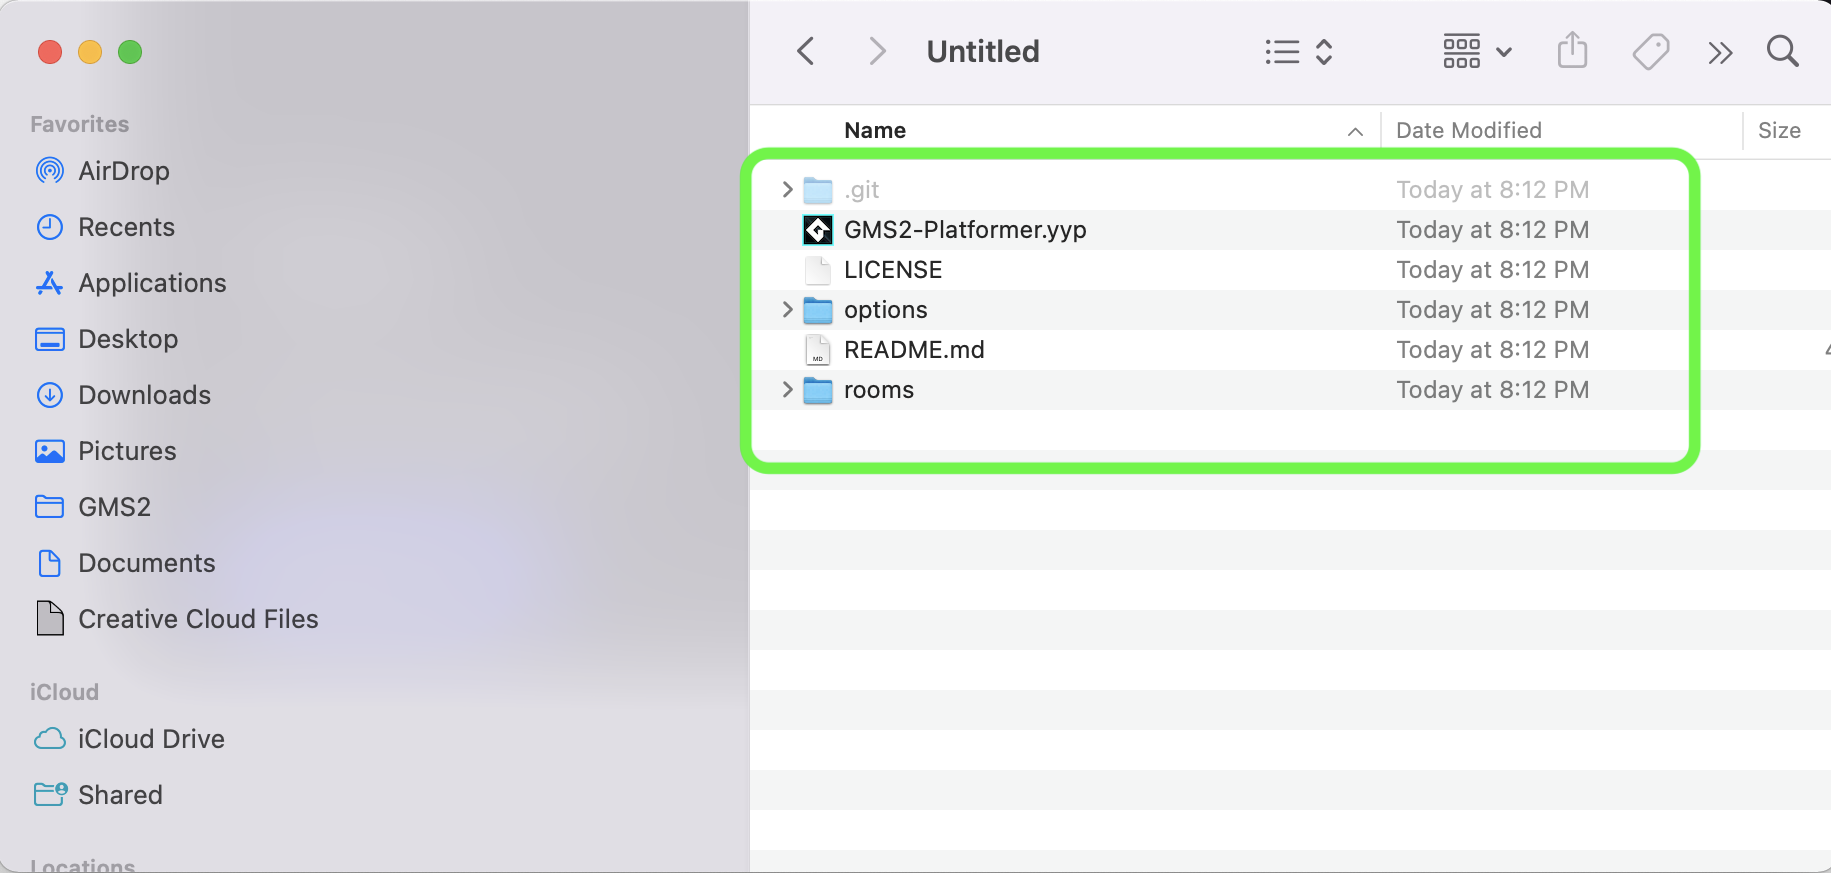 Favorites
AirDrop
Recents
Applications
Desktop
Downloads
Pictures
GMS2
Documents
Creative Cloud Files
iCloud
iCloud Drive
Shared
Locations
Untitled
Name Date Modified Size
.git Today at 8:12 PM
GMS2-Platformer.yyp Today at 8:12 PM
LICENSE Today at 8:12 PM
options Today at 8:12 PM
README.md Today at 8:12 PM
MD
rooms Today at 8:12 PM